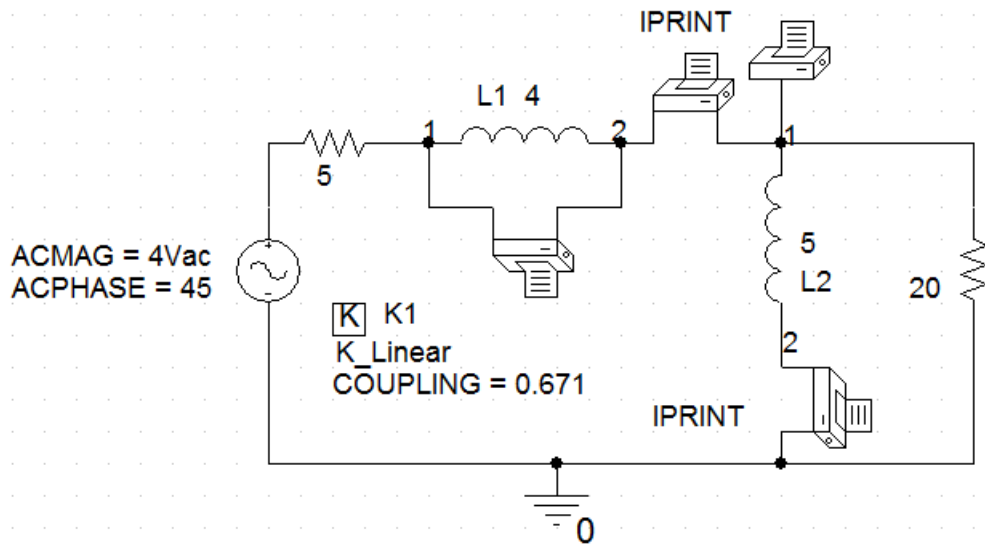 IPRINT
L1 4
1
2
1
5
ACMAG = 4Vac
ACPHASE = 45
5
L2
20
K K1
K_Linear
COUPLING = 0.671
2
IPRINT
0